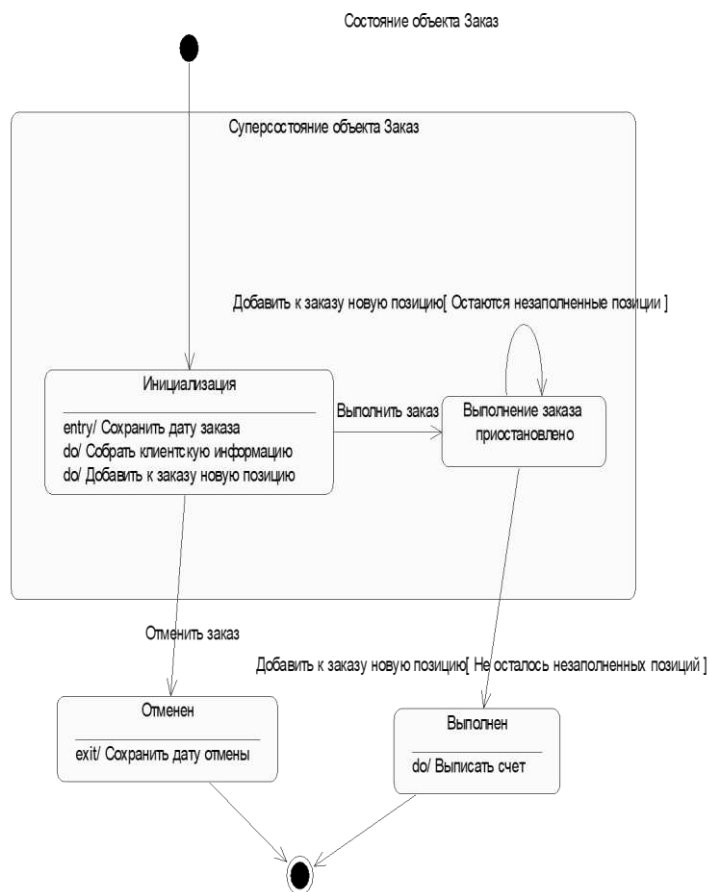 Состояние объекта Заказ
Суперсостояние объекта Заказ
Добавить к заказу новую позицию[ Остаются незаполненные позиции ]
Инициализация
entry/ Сохранить дату заказа
do/ Собрать клиентскую информацию
do/ Добавить к заказу новую позицию
Выполнить заказ
Выполнение заказа
приостановлено
Отменить заказ
Добавить к заказу новую позицию[ Не осталось незаполненных позиций ]
Отменен
exit/ Сохранить дату отмены
Выполнен
do/ Выписать счет